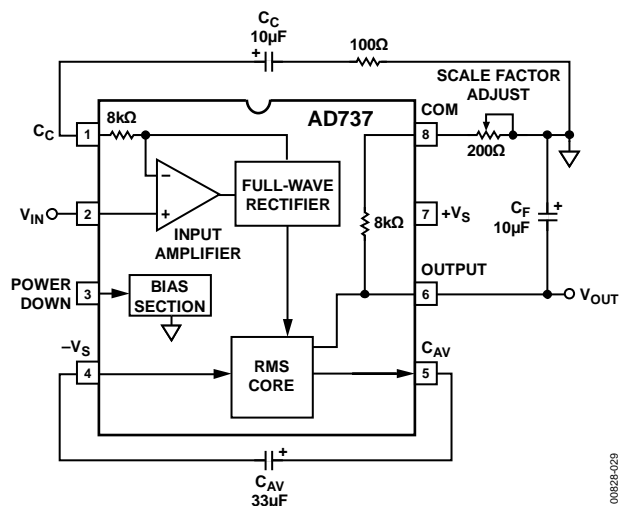 C_C
10µF
+
100Ω
SCALE FACTOR
ADJUST
COM
AD737
8kΩ
C_C
1
8
200Ω
–
+
FULL-WAVE
RECTIFIER
V_IN
2
INPUT
AMPLIFIER
8kΩ
7
+V_S
C_F
10µF
+
POWER
DOWN
3
BIAS
SECTION
OUTPUT
6
V_OUT
–V_S
4
RMS
CORE
C_AV
5
+
C_AV
33µF
00828-029